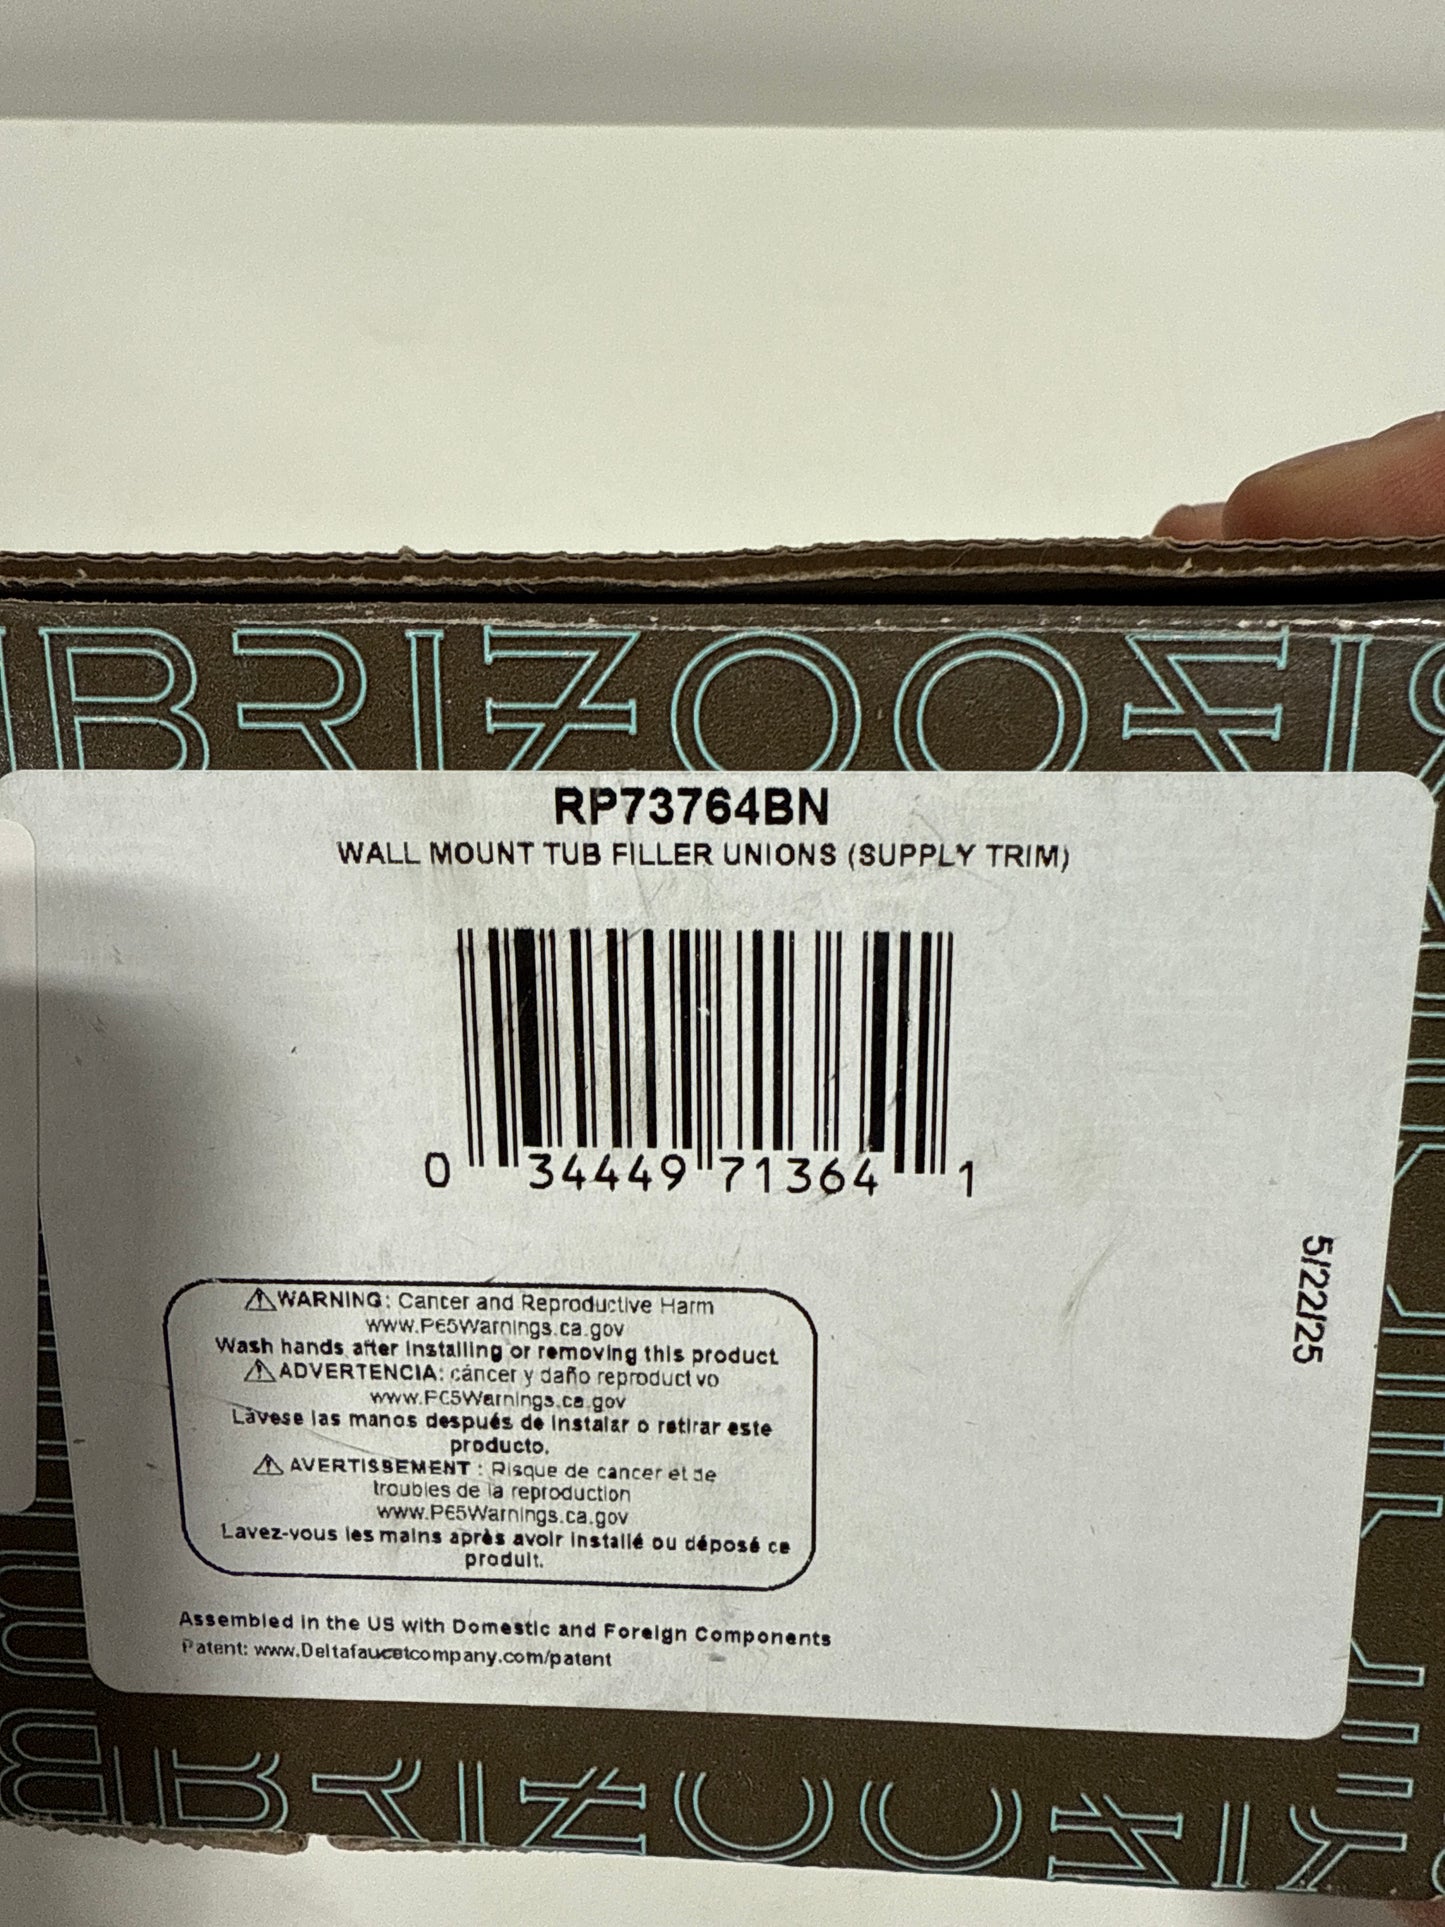 BRIZO
RP73764BN
WALL MOUNT TUB FILLER UNIONS (SUPPLY TRIM)
0 34449 71364 1
5/22/25
⚠WARNING: Cancer and Reproductive Harm
www.P65Warnings.ca.gov
Wash hands after installing or removing this product.
⚠ADVERTENCIA: cáncer y daño reproductivo
www.P65Warnings.ca.gov
Lávese las manos después de instalar o retirar este
producto.
⚠ AVERTISSEMENT : Risque de cancer et de
troubles de la reproduction
www.P65Warnings.ca.gov
Lavez-vous les mains après avoir installé ou déposé ce
produit.
Assembled in the US with Domestic and Foreign Components
Patent: www.Deltafaucetcompany.com/patent
BRIZO